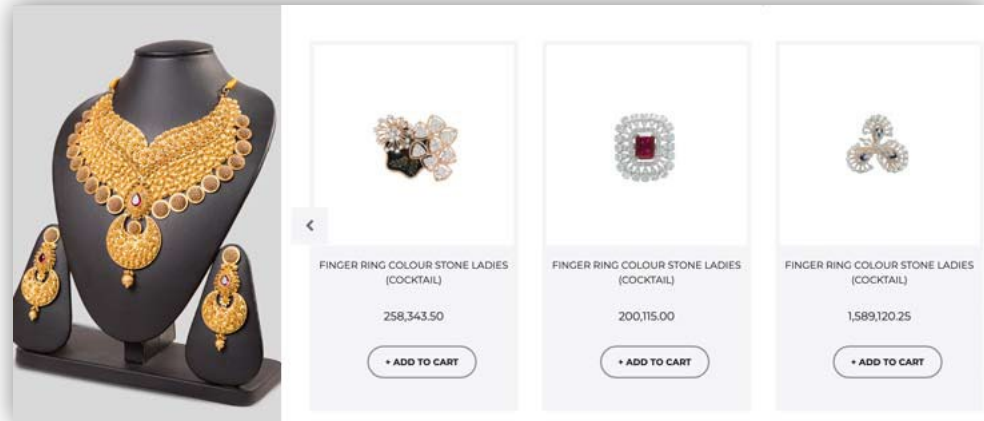 FINGER RING COLOUR STONE LADIES
(COCKTAIL)
258,343.50
+ ADD TO CART
FINGER RING COLOUR STONE LADIES
(COCKTAIL)
200,115.00
+ ADD TO CART
FINGER RING COLOUR STONE LADIES
(COCKTAIL)
1,589,120.25
+ ADD TO CART